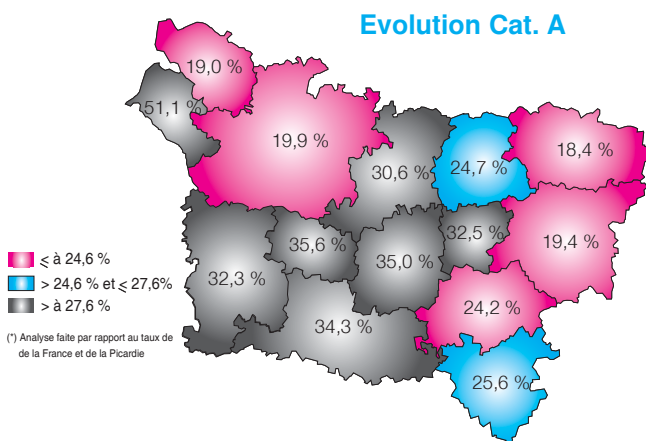 Evolution Cat. A
19,0 %
51,1 %
19,9 %
30,6 %
24,7 %
18,4 %
32,3 %
35,6 %
35,0 %
32,5 %
19,4 %
34,3 %
24,2 %
25,6 %
⩽ à 24,6 %
> 24,6 % et ⩽ 27,6%
> à 27,6 %
(*) Analyse faite par rapport au taux de
de la France et de la Picardie